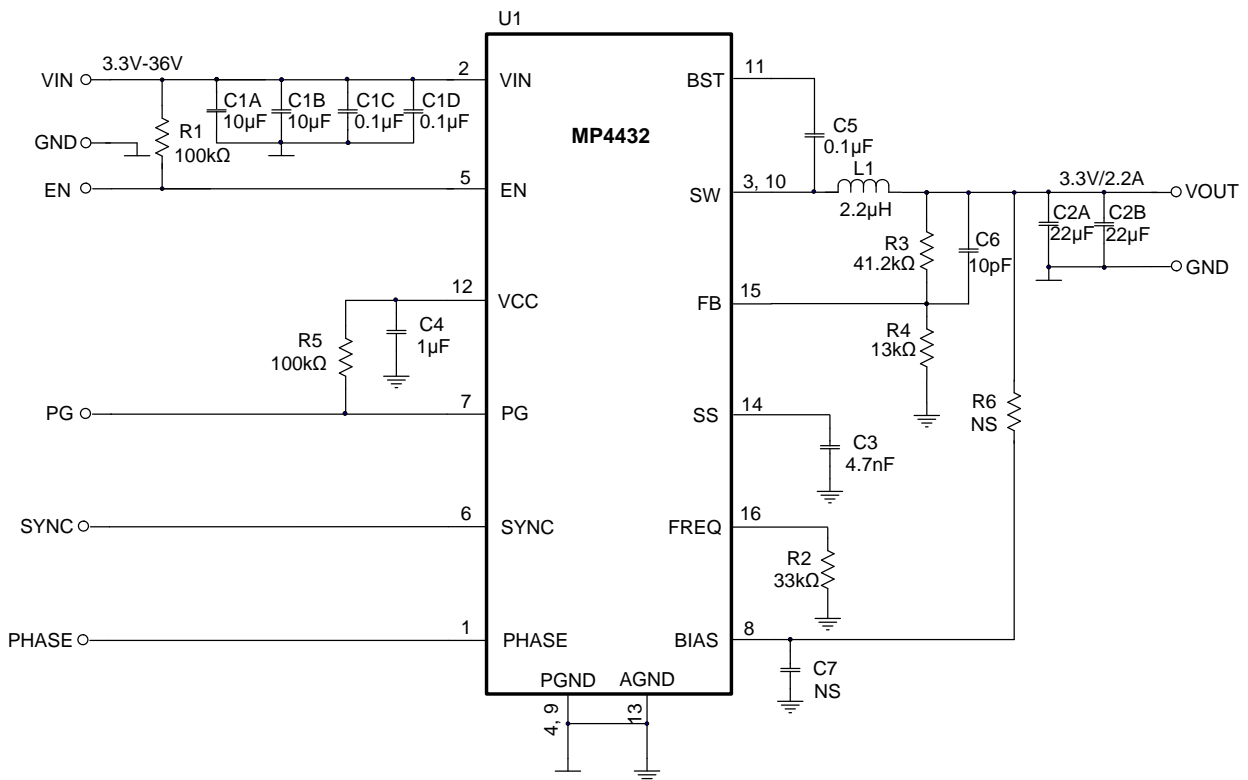 U1
MP4432
VIN
3.3V-36V
2
VIN
C1A
10µF
C1B
10µF
C1C
0.1µF
C1D
0.1µF
GND
R1
100kΩ
EN
5
EN
12
VCC
C4
1µF
R5
100kΩ
PG
7
PG
SYNC
6
SYNC
PHASE
1
PHASE
PGND
AGND
4, 9
13
BST
11
C5
0.1µF
L1
2.2µH
SW
3, 10
3.3V/2.2A
VOUT
C2A
22µF
C2B
22µF
GND
R3
41.2kΩ
C6
10pF
FB
15
R4
13kΩ
SS
14
C3
4.7nF
R6
NS
FREQ
16
R2
33kΩ
BIAS
8
C7
NS